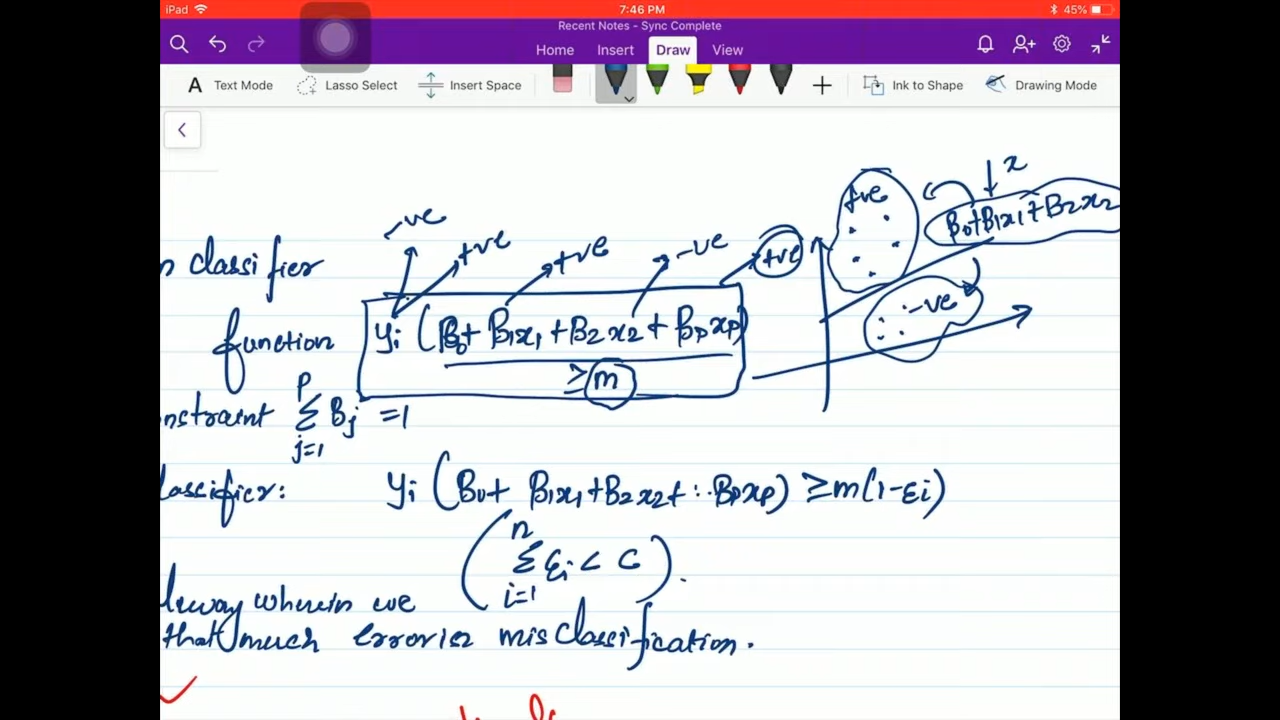 iPad 7:46 PM 45%
Recent Notes - Sync Complete
Home Insert Draw View
A Text Mode Lasso Select Insert Space + Ink to Shape Drawing Mode
x
+ve
B0+B1x1+B2x2
-ve
+ve
+ve
-ve
+ve
n classifier
-ve
function yi (B0+ B1x1+B2x2+ Bpxp)
≥m
nstraint Σ Bj =1
p
j=1
lassifier: yi (B0+ B1x1+B2x2+ ..Bpxp) ≥m(1-εi)
(Σ εi < C).
n
i=1
wherein we
that much misclassification.